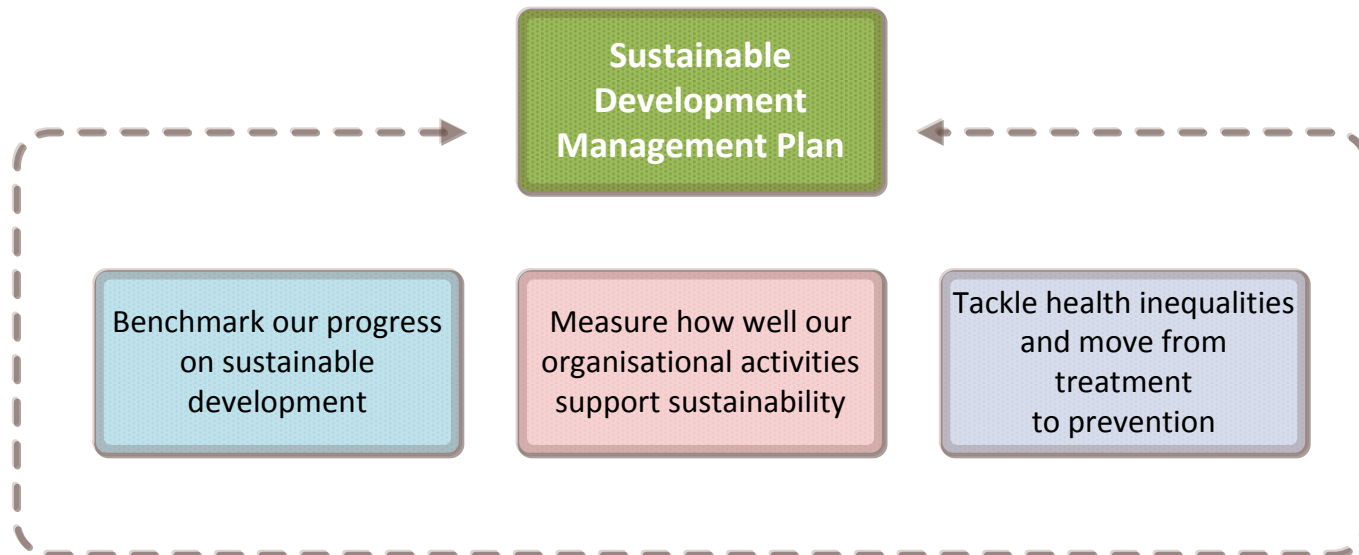 Sustainable
Development
Management Plan
Benchmark our progress
on sustainable
development
Measure how well our
organisational activities
support sustainability
Tackle health inequalities
and move from
treatment
to prevention